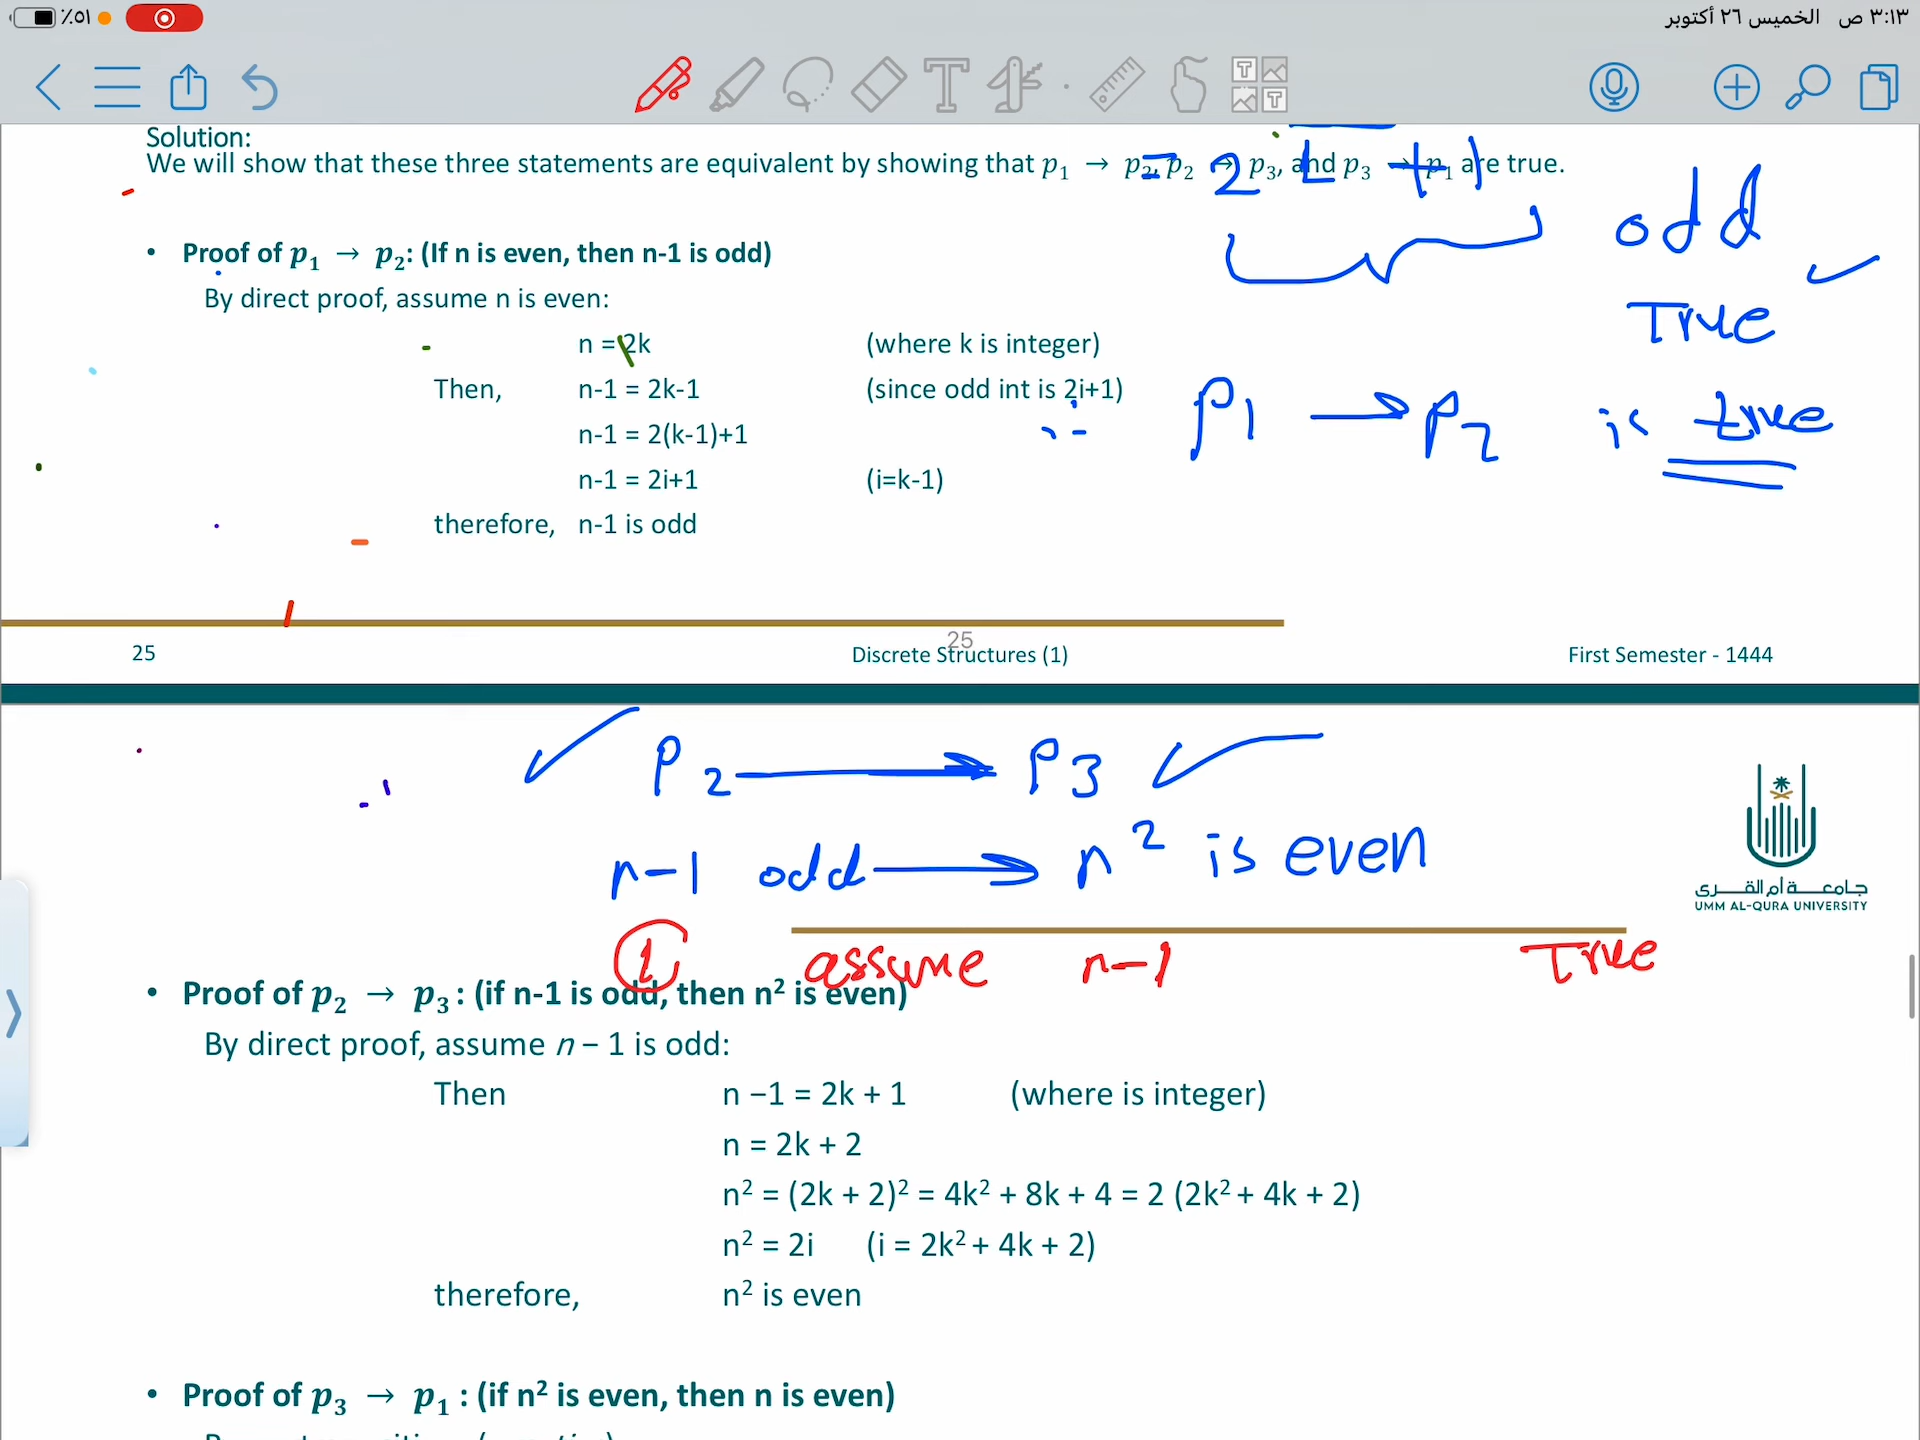 ٪٥١
٣:١٣ ص الخميس ٢٦ أكتوبر
Solution:
We will show that these three statements are equivalent by showing that p₁ → p₂, p₂ → p₃, and p₃ → p₁ are true.
= 2 L + 1
odd
• Proof of p₁ → p₂: (If n is even, then n-1 is odd)
By direct proof, assume n is even:
True
n = 2k (where k is integer)
Then, n-1 = 2k-1 (since odd int is 2i+1)
∴ P₁ → P₂ is true
n-1 = 2(k-1)+1
n-1 = 2i+1 (i=k-1)
therefore, n-1 is odd
25
25 Discrete Structures (1) First Semester - 1444
P₂ → P₃
n-1 odd → n² is even
جامعة أم القرى
UMM AL-QURA UNIVERSITY
1 assume n-1 True
• Proof of p₂ → p₃ : (if n-1 is odd, then n² is even)
By direct proof, assume n − 1 is odd:
Then n −1 = 2k + 1 (where is integer)
n = 2k + 2
n² = (2k + 2)² = 4k² + 8k + 4 = 2 (2k² + 4k + 2)
n² = 2i (i = 2k² + 4k + 2)
therefore, n² is even
• Proof of p₃ → p₁ : (if n² is even, then n is even)